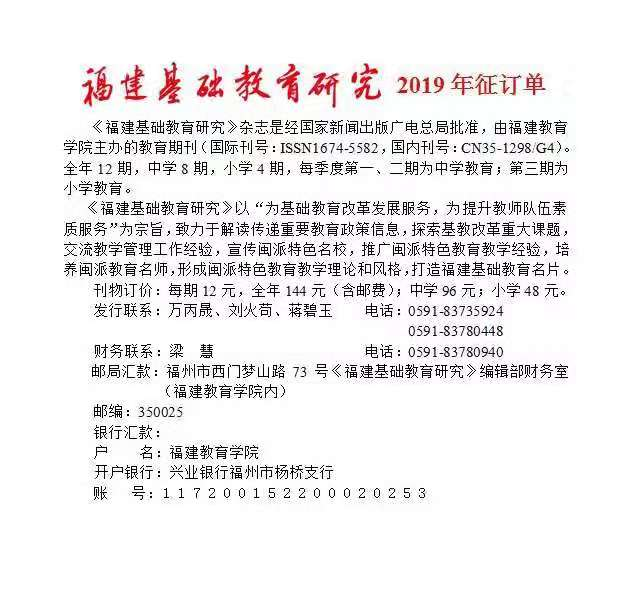 福建基础教育研究 2019年征订单
《福建基础教育研究》杂志是经国家新闻出版广电总局批准，由福建教育
学院主办的教育期刊（国际刊号：ISSN1674-5582，国内刊号：CN35-1298/G4）。
全年 12 期，中学 8 期，小学 4 期，每季度第一、二期为中学教育；第三期为
小学教育。
《福建基础教育研究》以“为基础教育改革发展服务，为提升教师队伍素
质服务”为宗旨，致力于解读传递重要教育政策信息，探索基教改革重大课题，
交流教学管理工作经验，宣传闽派特色名校，推广闽派特色教育教学经验，培
养闽派教育名师，形成闽派特色教育教学理论和风格，打造福建基础教育名片。
刊物订价：每期 12 元，全年 144 元（含邮费）；中学 96 元；小学 48 元。
发行联系：万丙晟、刘火苟、蒋碧玉 电话：0591-83735924
0591-83780448
财务联系：梁 慧 电话：0591-83780940
邮局汇款：福州市西门梦山路 73 号《福建基础教育研究》编辑部财务室
（福建教育学院内）
邮编：350025
银行汇款：
户 名：福建教育学院
开户银行：兴业银行福州市杨桥支行
账 号：117200152200020253